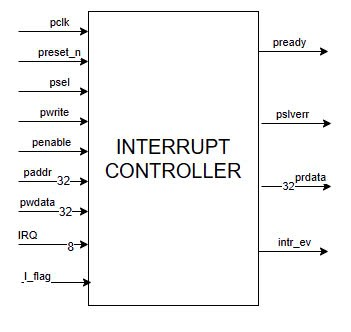 pclk
preset_n
psel
pwrite
penable
paddr
32
pwdata
32
IRQ
8
I_flag
INTERRUPT
CONTROLLER
pready
pslverr
prdata
32
intr_ev